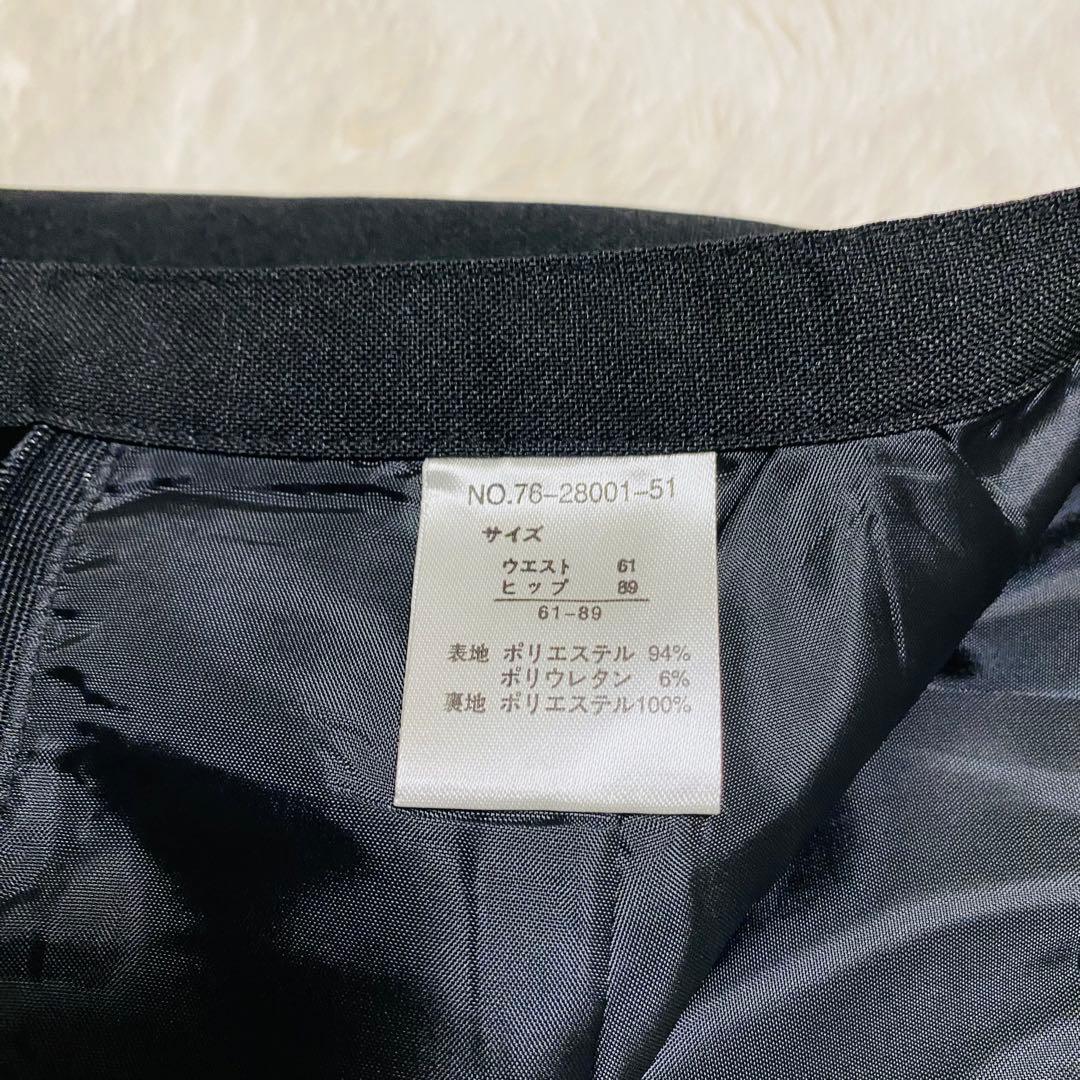 NO.76-28001-51
サイズ
ウエスト 61
ヒップ 89
61-89
表地 ポリエステル 94%
ポリウレタン 6%
裏地 ポリエステル100%